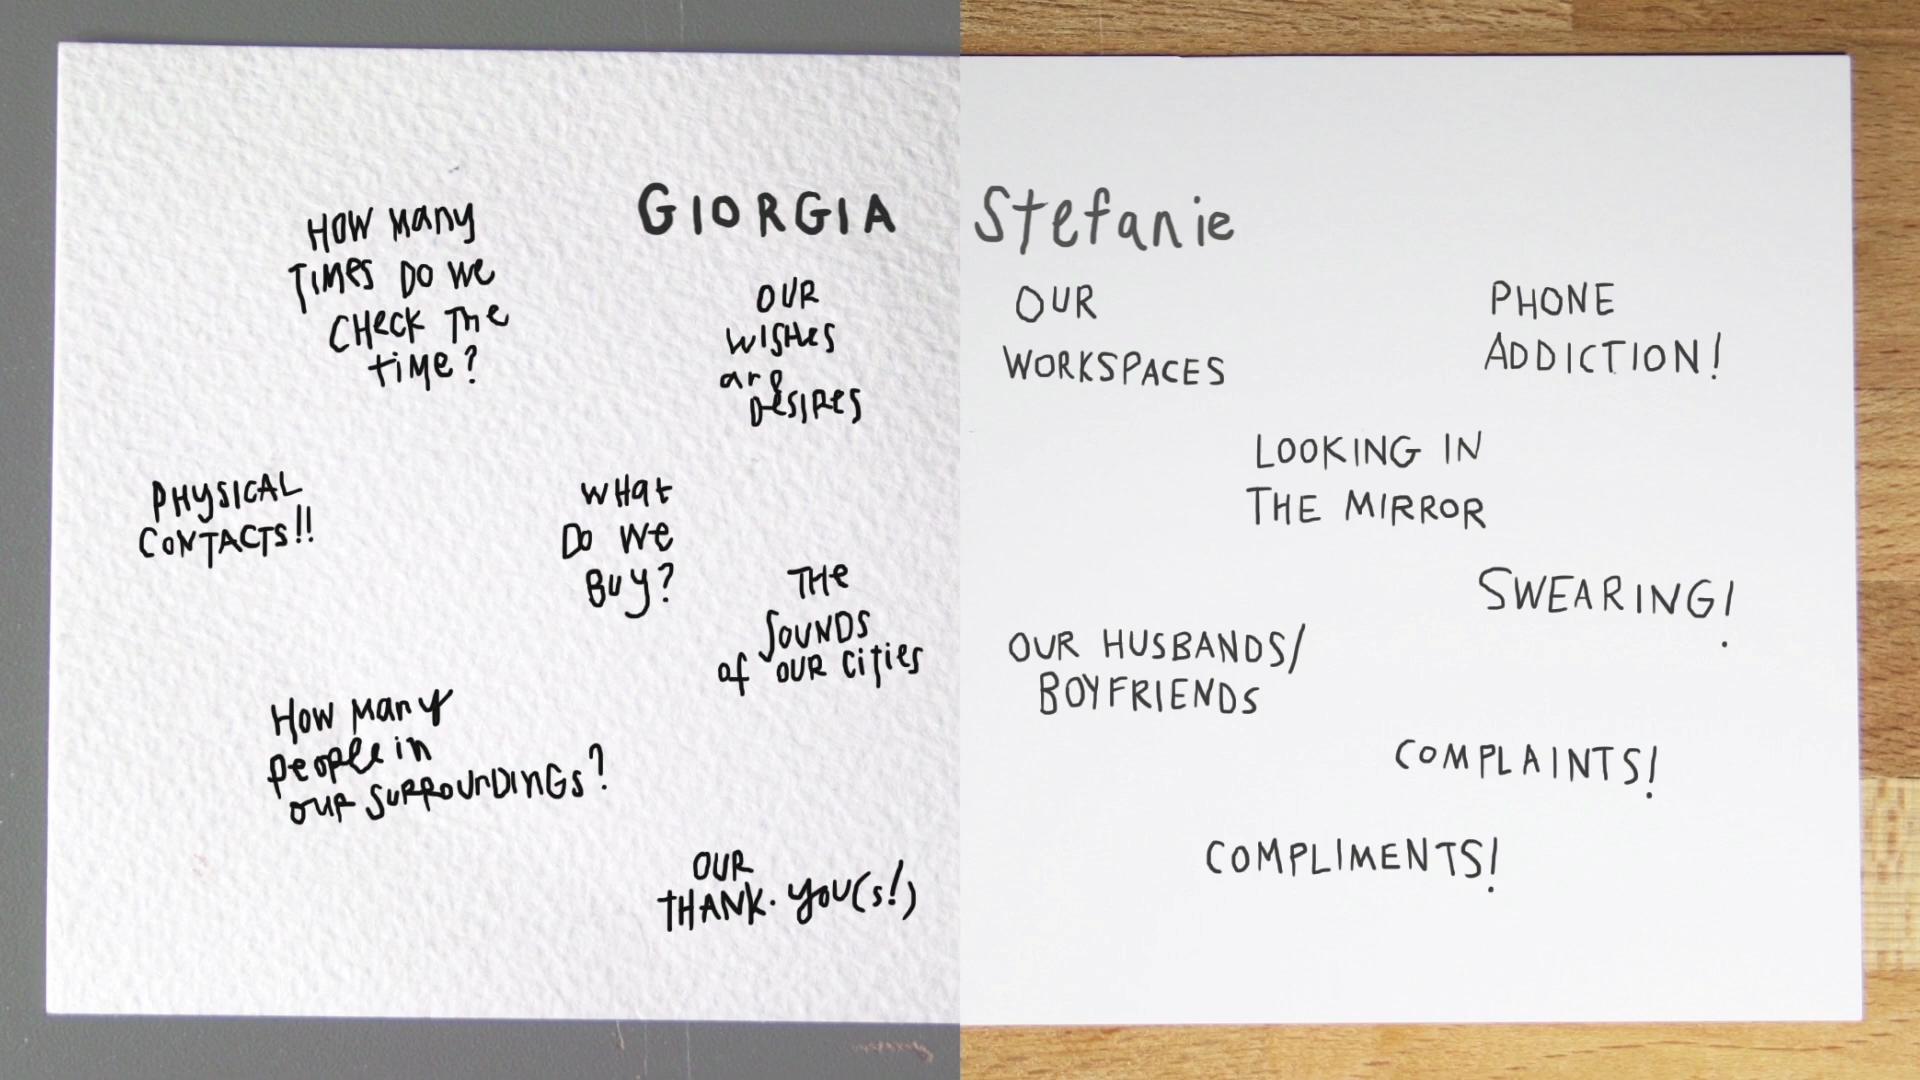 GIORGIA
HOW many
TIMES DO WE
CHECK THE
TIME?
OUR
WISHES
and
DESIRES
PHYSICAL
CONTACTS!!
WHAT
DO WE
BUY?
THE
SOUNDS
of OUR CITIES
HOW MANY
people in
OUR SURROUNDINGS?
OUR
THANK. YOU(s!)
Stefanie
OUR
WORKSPACES
PHONE
ADDICTION!
LOOKING IN
THE MIRROR
SWEARING!
OUR HUSBANDS/
BOYFRIENDS
COMPLAINTS!
COMPLIMENTS!